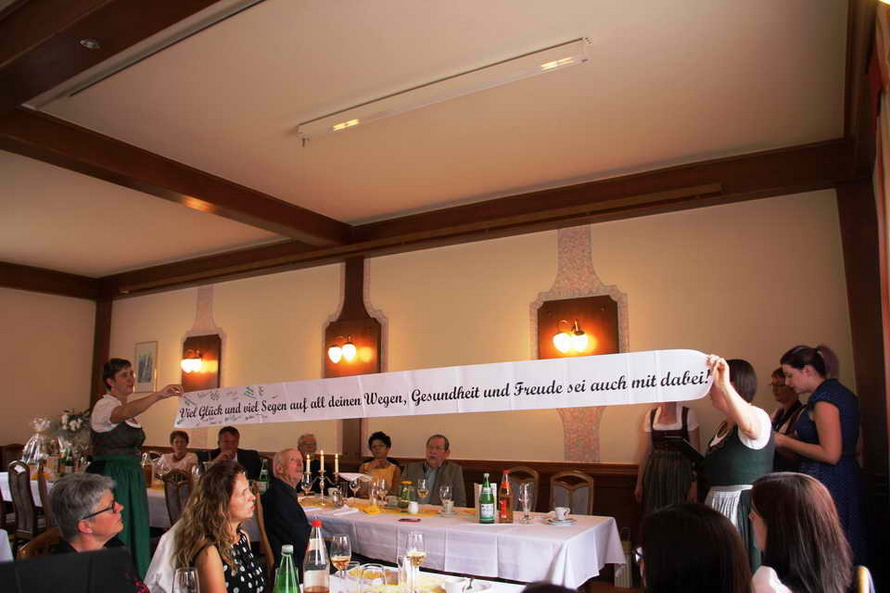 Viel Glück und viel Segen auf all deinen Wegen, Gesundheit und Freude sei auch mit dabei!